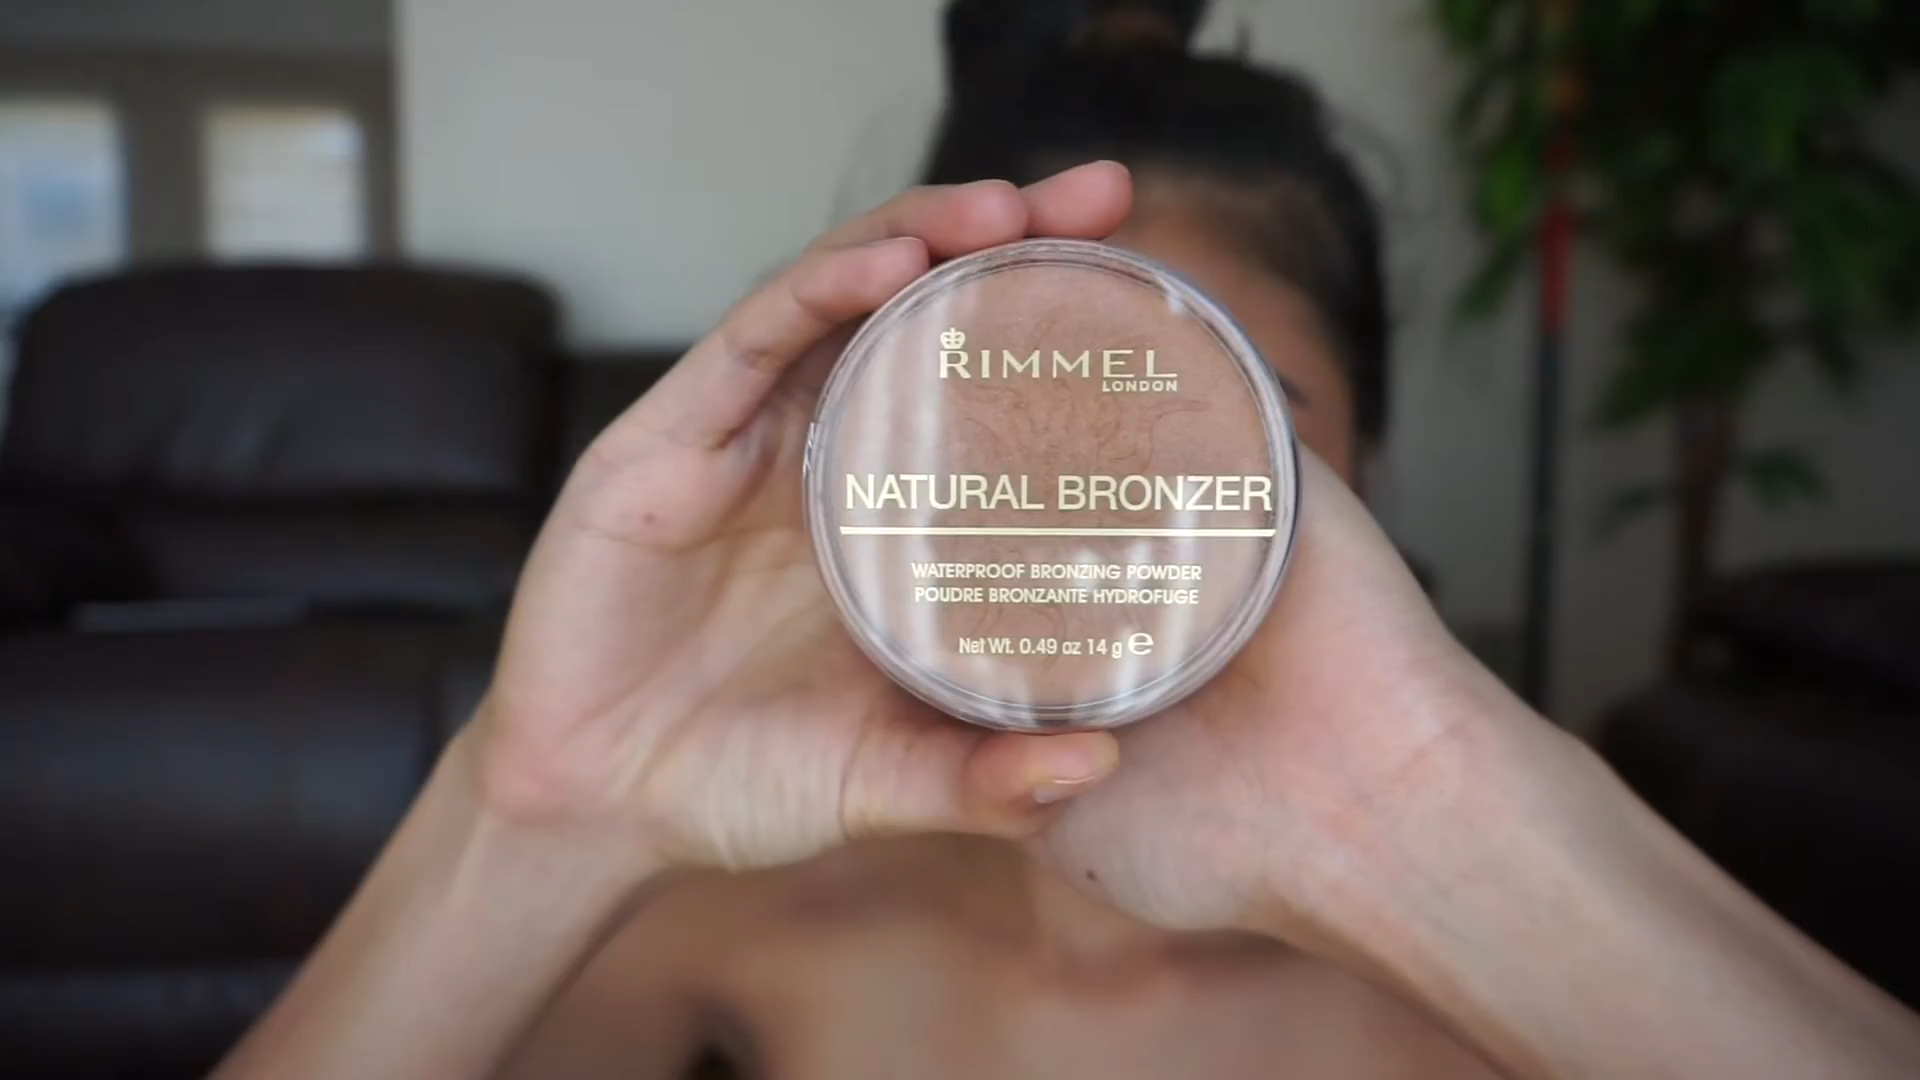 RIMMEL
LONDON
NATURAL BRONZER
WATERPROOF BRONZING POWDER
POUDRE BRONZANTE HYDROFUGE
Net Wt. 0.49 oz 14 g e